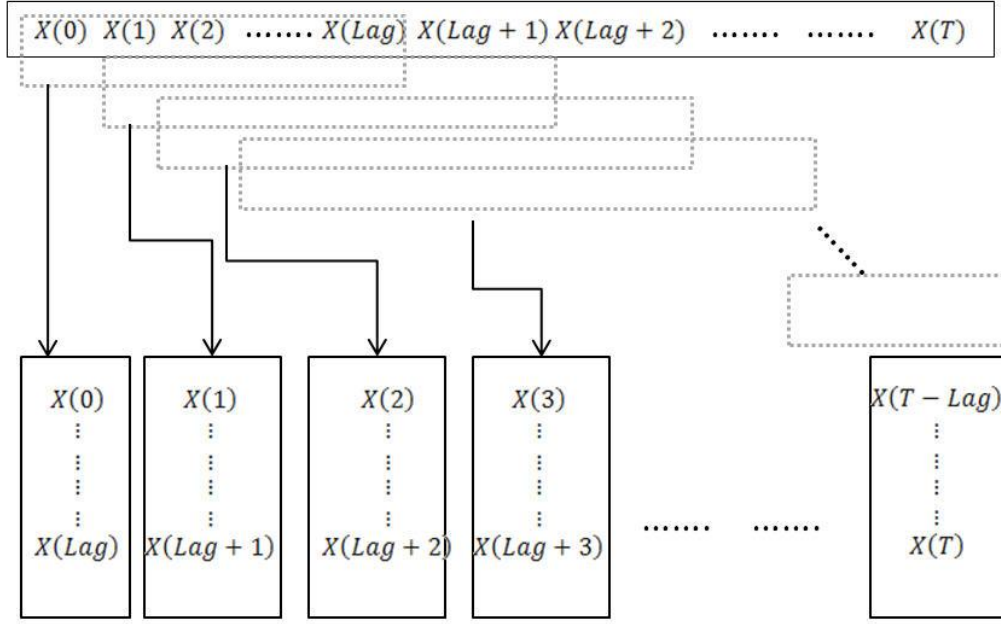 X(0) X(1) X(2) ....... X(Lag) X(Lag + 1) X(Lag + 2) ....... ....... X(T)
X(0) X(1) X(2) X(3) X(T − Lag)
⋮ ⋮ ⋮ ⋮ ⋮
⋮ ⋮ ⋮ ⋮ ⋮
⋮ ⋮ ⋮ ⋮ ⋮
⋮ ⋮ ⋮ ⋮ ⋮
X(Lag) X(Lag + 1) X(Lag + 2) X(Lag + 3) ....... ....... X(T)